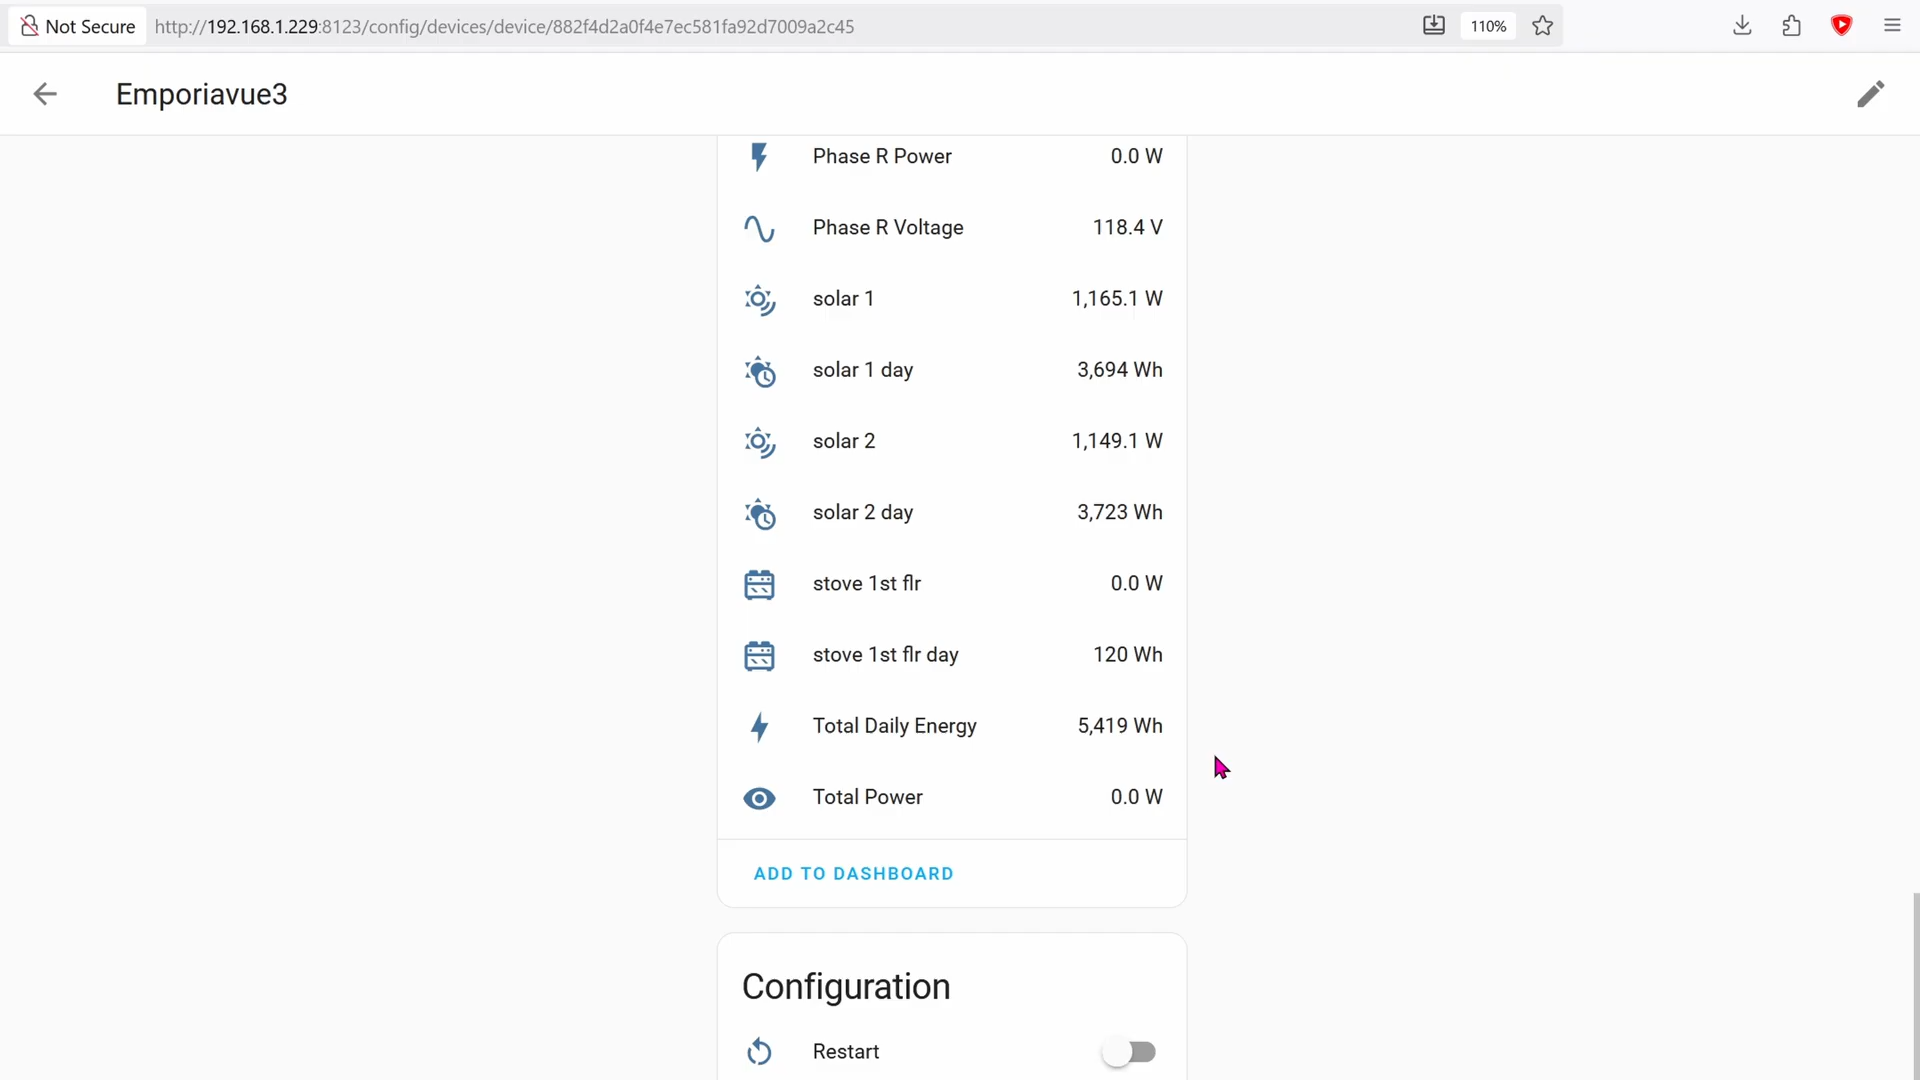 Not Secure http://192.168.1.229:8123/config/devices/device/882f4d2a0f4e7ec581fa92d7009a2c45 110%
Emporiavue3
Phase R Power 0.0 W
Phase R Voltage 118.4 V
solar 1 1,165.1 W
solar 1 day 3,694 Wh
solar 2 1,149.1 W
solar 2 day 3,723 Wh
stove 1st flr 0.0 W
stove 1st flr day 120 Wh
Total Daily Energy 5,419 Wh
Total Power 0.0 W
ADD TO DASHBOARD
Configuration
Restart